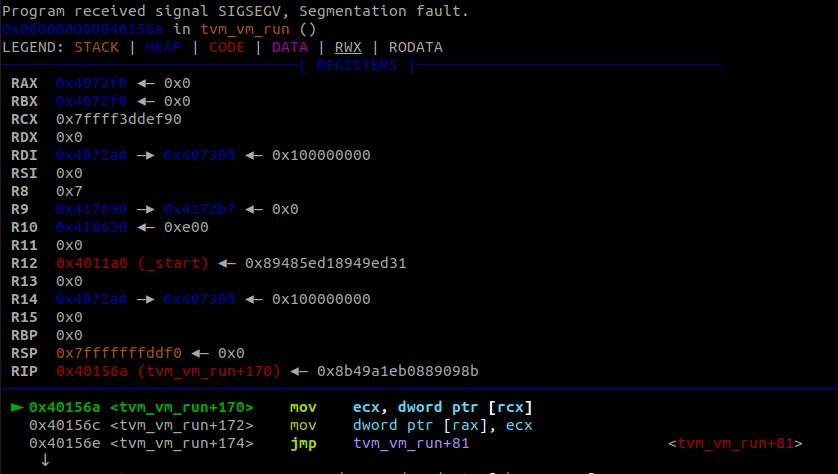 Program received signal SIGSEGV, Segmentation fault.
0x000000000040156a in tvm_vm_run ()
LEGEND: STACK | HEAP | CODE | DATA | RWX | RODATA
[ REGISTERS ]
RAX 0x4072f0 ◂— 0x0
RBX 0x4072f0 ◂— 0x0
RCX 0x7ffff3ddef90
RDX 0x0
RDI 0x4072a0 —▸ 0x407380 ◂— 0x100000000
RSI 0x0
R8 0x7
R9 0x417630 —▸ 0x4172b7 ◂— 0x0
R10 0x418630 ◂— 0xe00
R11 0x0
R12 0x4011a0 (_start) ◂— 0x89485ed18949ed31
R13 0x0
R14 0x4072a0 —▸ 0x407380 ◂— 0x100000000
R15 0x0
RBP 0x0
RSP 0x7fffffffddf0 ◂— 0x0
RIP 0x40156a (tvm_vm_run+170) ◂— 0x8b49a1eb0889098b
► 0x40156a <tvm_vm_run+170> mov ecx, dword ptr [rcx]
0x40156c <tvm_vm_run+172> mov dword ptr [rax], ecx
0x40156e <tvm_vm_run+174> jmp tvm_vm_run+81 <tvm_vm_run+81>
↓